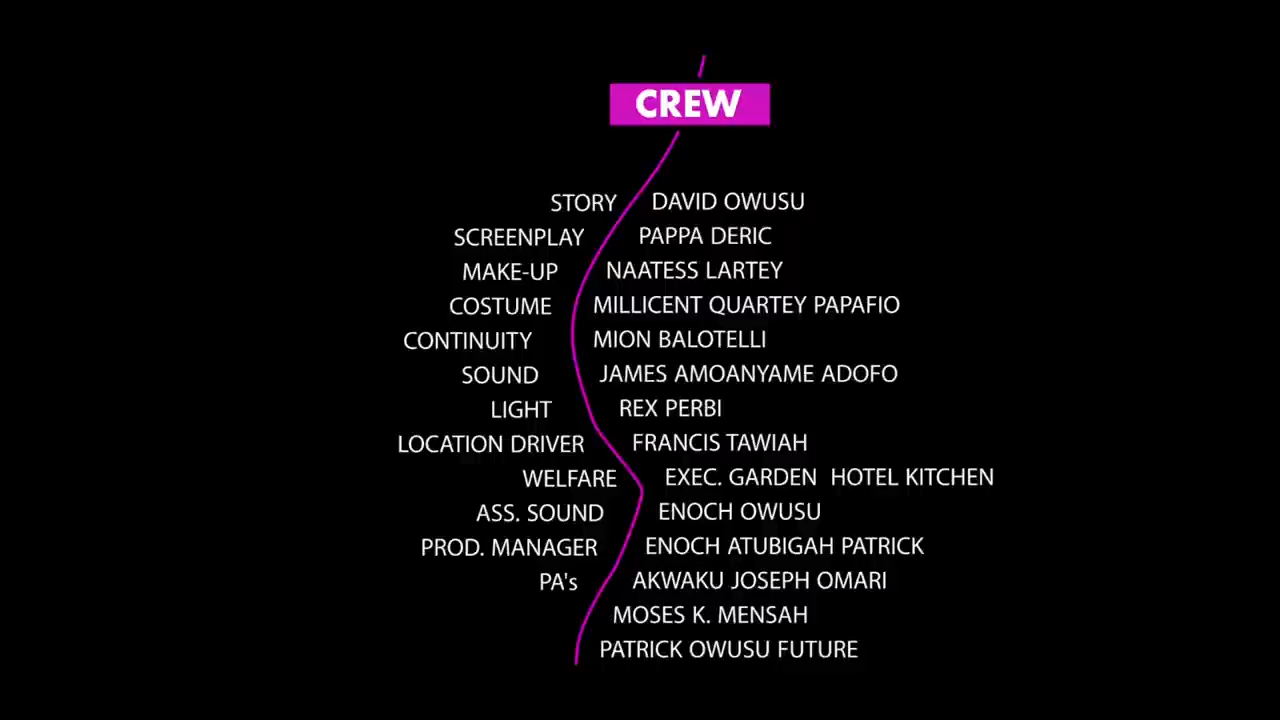 CREW
STORY DAVID OWUSU
SCREENPLAY PAPPA DERIC
MAKE-UP NAATESS LARTEY
COSTUME MILLICENT QUARTEY PAPAFIO
CONTINUITY MION BALOTELLI
SOUND JAMES AMOANYAME ADOFO
LIGHT REX PERBI
LOCATION DRIVER FRANCIS TAWIAH
WELFARE EXEC. GARDEN HOTEL KITCHEN
ASS. SOUND ENOCH OWUSU
PROD. MANAGER ENOCH ATUBIGAH PATRICK
PA's AKWAKU JOSEPH OMARI
MOSES K. MENSAH
PATRICK OWUSU FUTURE